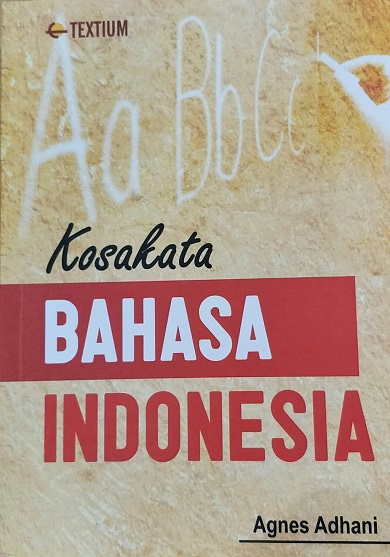 TEXTIUM
Aa Bb Cc
Kosakata
BAHASA
INDONESIA
Agnes Adhani